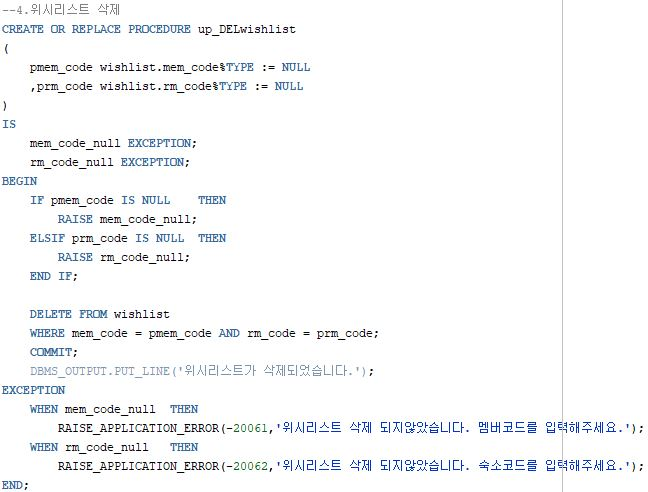 --4.위시리스트 삭제
CREATE OR REPLACE PROCEDURE up_DELwishlist
(
    pmem_code wishlist.mem_code%TYPE := NULL
    ,prm_code wishlist.rm_code%TYPE := NULL
)
IS
    mem_code_null EXCEPTION;
    rm_code_null EXCEPTION;
BEGIN
    IF pmem_code IS NULL    THEN
        RAISE mem_code_null;
    ELSIF prm_code IS NULL  THEN
        RAISE rm_code_null;
    END IF;

    DELETE FROM wishlist
    WHERE mem_code = pmem_code AND rm_code = prm_code;
    COMMIT;
    DBMS_OUTPUT.PUT_LINE('위시리스트가 삭제되었습니다.');
EXCEPTION
    WHEN mem_code_null  THEN
        RAISE_APPLICATION_ERROR(-20061,'위시리스트 삭제 되지않았습니다. 멤버코드를 입력해주세요.');
    WHEN rm_code_null   THEN
        RAISE_APPLICATION_ERROR(-20062,'위시리스트 삭제 되지않았습니다. 숙소코드를 입력해주세요.');
END;